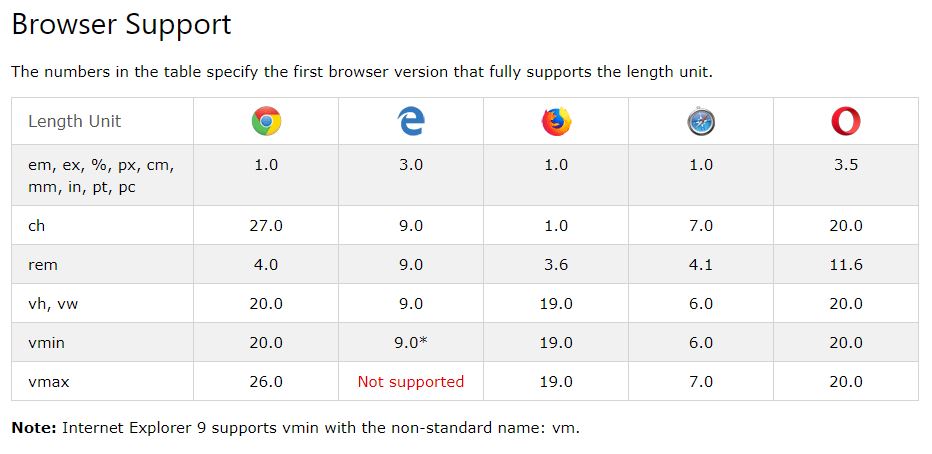 Browser Support
The numbers in the table specify the first browser version that fully supports the length unit.
Length Unit
em, ex, %, px, cm, 1.0 3.0 1.0 1.0 3.5
mm, in, pt, pc
ch 27.0 9.0 1.0 7.0 20.0
rem 4.0 9.0 3.6 4.1 11.6
vh, vw 20.0 9.0 19.0 6.0 20.0
vmin 20.0 9.0* 19.0 6.0 20.0
vmax 26.0 Not supported 19.0 7.0 20.0
Note: Internet Explorer 9 supports vmin with the non-standard name: vm.